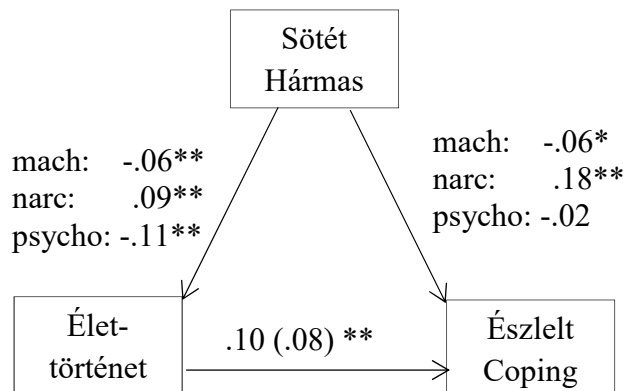 Sötét
Hármas
mach: -.06**
narc: .09**
psycho: -.11**
mach: -.06*
narc: .18**
psycho: -.02
Élet-
történet
.10 (.08) **
Észlelt
Coping